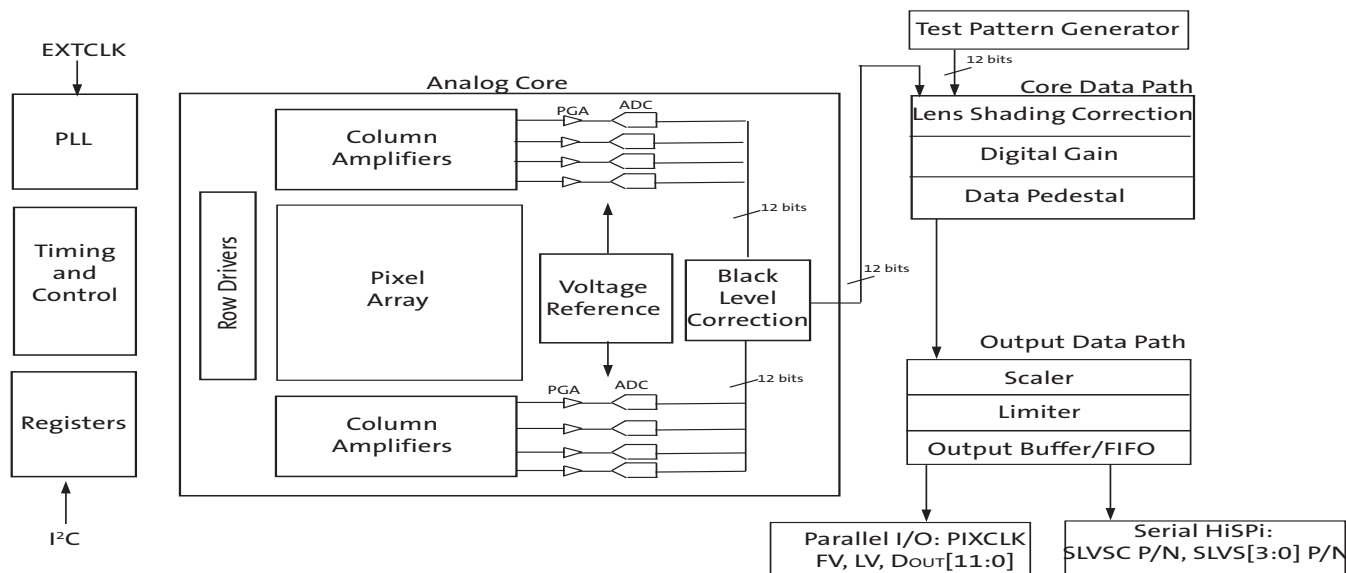 Test Pattern Generator
EXTCLK
12 bits
Analog Core
Core Data Path
PLL
Column
Amplifiers
PGA
ADC
Lens Shading Correction
Digital Gain
Data Pedestal
12 bits
Timing
and
Control
Row Drivers
Pixel
Array
Voltage
Reference
Black
Level
Correction
12 bits
Output Data Path
12 bits
Scaler
Limiter
Output Buffer/FIFO
Registers
Column
Amplifiers
PGA
ADC
I²C
Parallel I/O: PIXCLK
FV, LV, DOUT[11:0]
Serial HiSPi:
SLVSC P/N, SLVS[3:0] P/N